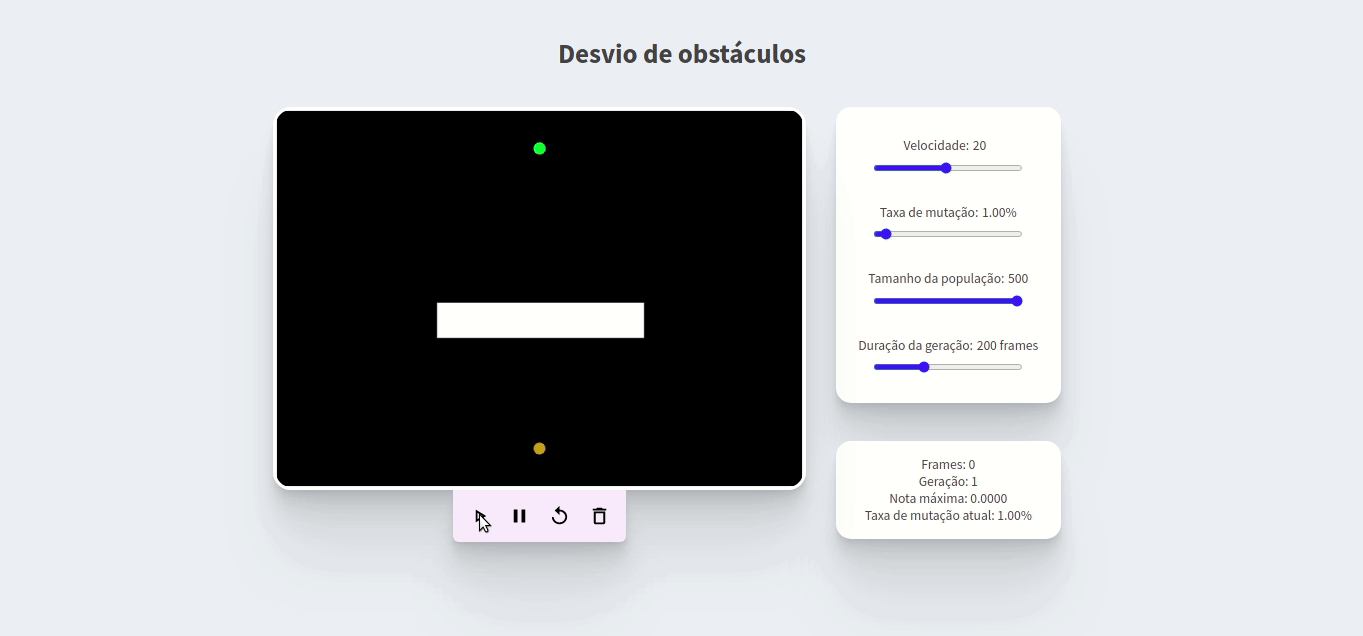 Desvio de obstáculos
Velocidade: 20
Taxa de mutação: 1.00%
Tamanho da população: 500
Duração da geração: 200 frames
Frames: 0
Geração: 1
Nota máxima: 0.0000
Taxa de mutação atual: 1.00%